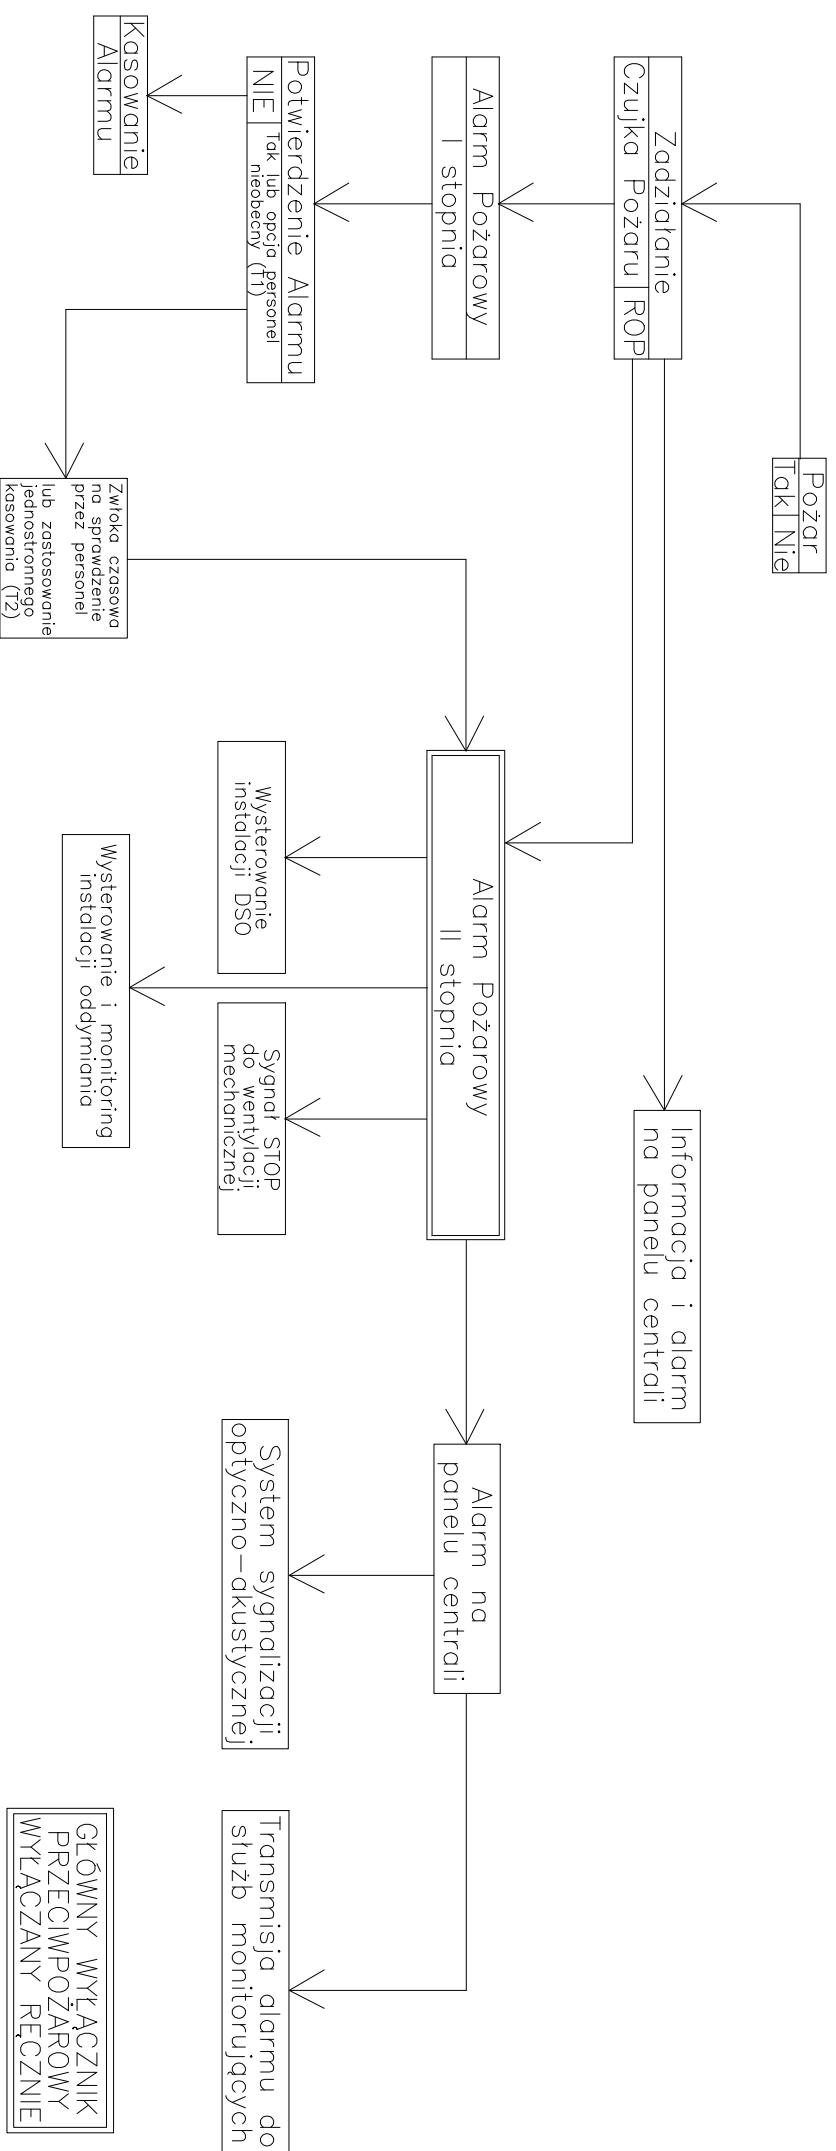 Pożar
Tak Nie
Zadziałanie
Czujka Pożaru ROP
Informacja i alarm
na panelu centrali
Alarm Pożarowy
I stopnia
Alarm Pożarowy
II stopnia
Alarm na
panelu centrali
Potwierdzenie Alarmu
NIE
Tak lub opcja personel
nieobecny (T1)
Wysterowanie
instalacji DSO
Sygnał STOP
do wentylacji
mechanicznej
System sygnalizacji
optyczno-akustycznej
Transmisja alarmu do
służb monitorujących
Kasowanie
Alarmu
Zwłoka czasowa
na sprawdzenie
przez personel
lub zastosowanie
jednostronnego
kasowania (T2)
Wysterowanie i monitoring
instalacji oddymiania
GŁÓWNY WYŁĄCZNIK
PRZECIWPOŻAROWY
WYŁĄCZANY RĘCZNIE